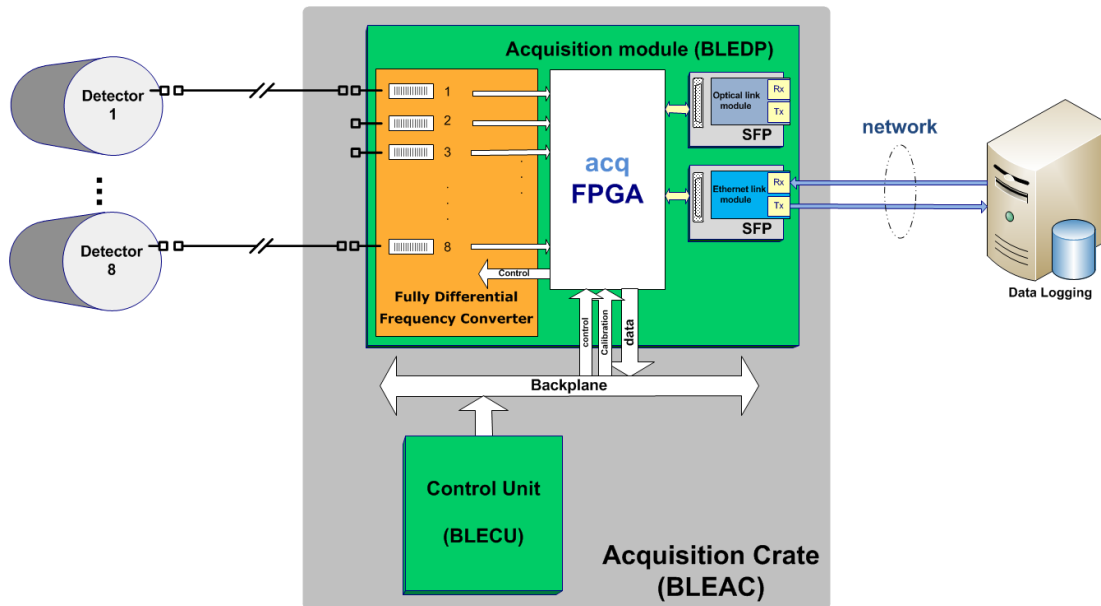 Acquisition module (BLEDP)
Detector
1
1
2
3
8
Detector
8
Control
Fully Differential
Frequency Converter
acq
FPGA
Optical link
module
Rx
Tx
SFP
Ethernet link
module
Rx
Tx
SFP
network
Data Logging
control
Calibration
data
Backplane
Control Unit
(BLECU)
Acquisition Crate
(BLEAC)